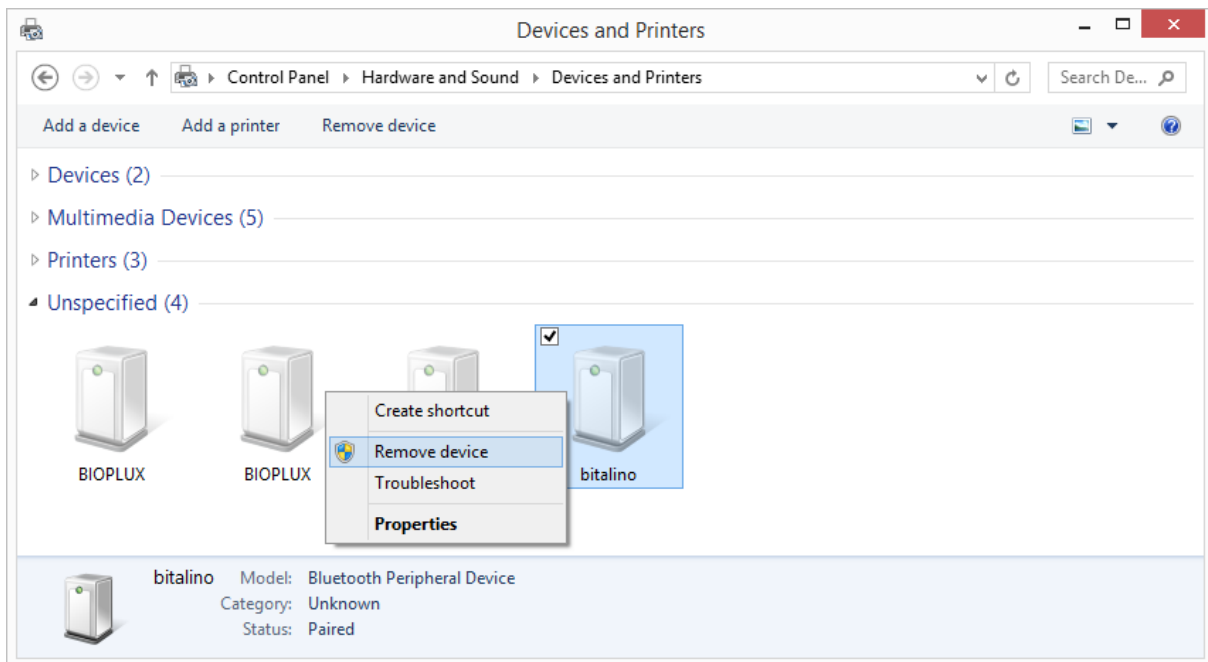 Devices and Printers
Control Panel Hardware and Sound Devices and Printers Search De...
Add a device Add a printer Remove device
Devices (2)
Multimedia Devices (5)
Printers (3)
Unspecified (4)
BIOPLUX BIOPLUX bitalino
Create shortcut
Remove device
Troubleshoot
Properties
bitalino Model: Bluetooth Peripheral Device
Category: Unknown
Status: Paired